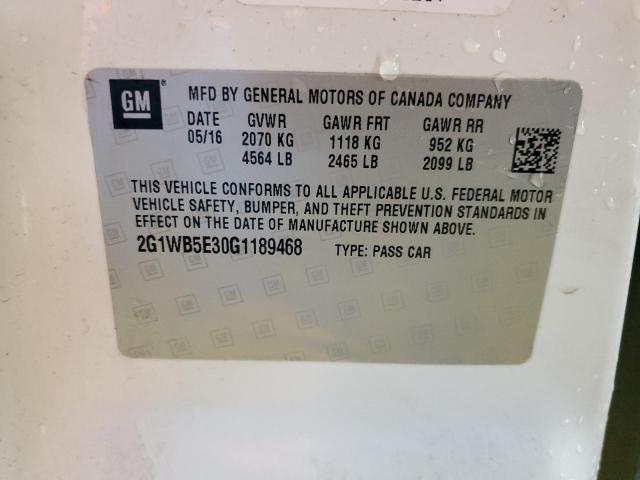 GM® MFD BY GENERAL MOTORS OF CANADA COMPANY
DATE GVWR GAWR FRT GAWR RR
05/16 2070 KG 1118 KG 952 KG
4564 LB 2465 LB 2099 LB
THIS VEHICLE CONFORMS TO ALL APPLICABLE U.S. FEDERAL MOTOR
VEHICLE SAFETY, BUMPER, AND THEFT PREVENTION STANDARDS IN
EFFECT ON THE DATE OF MANUFACTURE SHOWN ABOVE.
2G1WB5E30G1189468 TYPE: PASS CAR